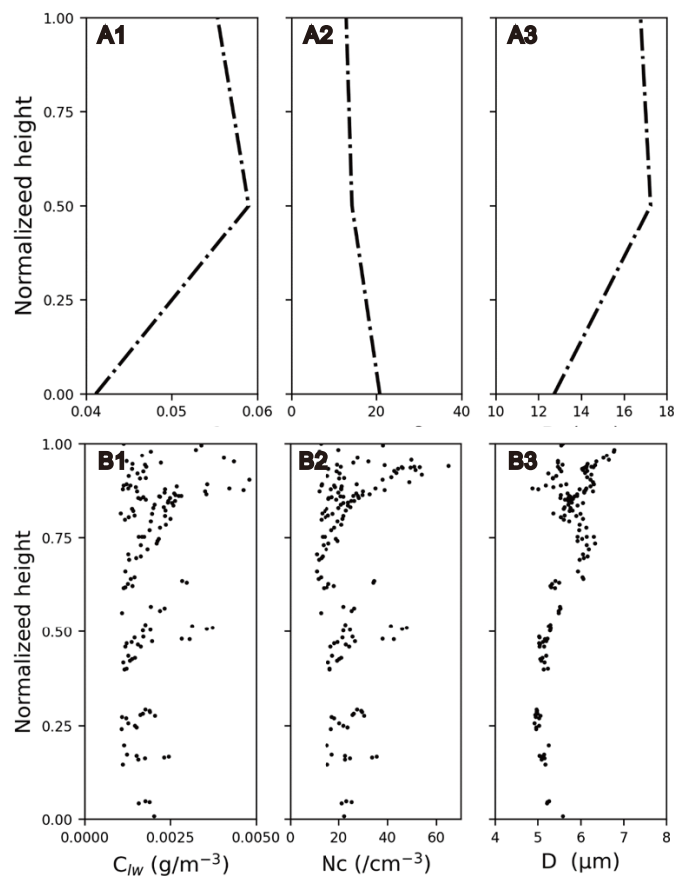 A1 A2 A3
1.00
0.75
0.50
0.25
0.00
Normalizeed height
0.04 0.05 0.06 0 20 40 10 12 14 16 18
B1 B2 B3
1.00
0.75
0.50
0.25
0.00
Normalizeed height
0.0000 0.0025 0.0050 0 20 40 60 4 5 6 7 8
C_lw (g/m⁻³) Nc (/cm⁻³) D (μm)